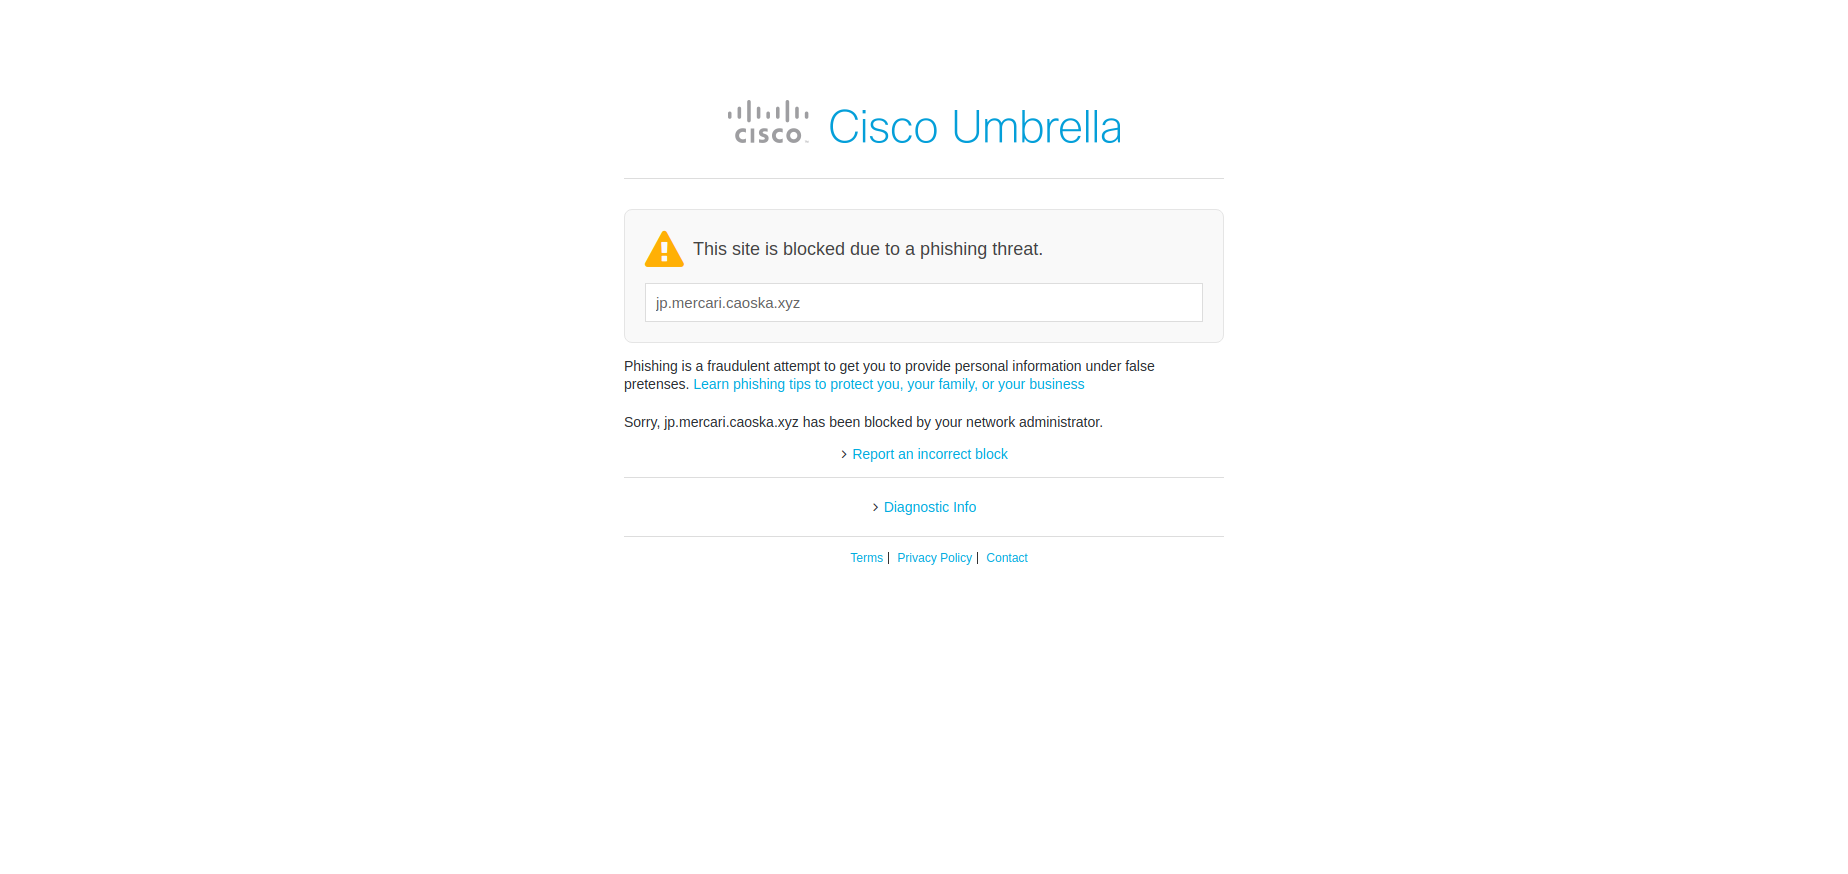 cisco
Cisco Umbrella
This site is blocked due to a phishing threat.
jp.mercari.caoska.xyz
Phishing is a fraudulent attempt to get you to provide personal information under false
pretenses. Learn phishing tips to protect you, your family, or your business
Sorry, jp.mercari.caoska.xyz has been blocked by your network administrator.
> Report an incorrect block
> Diagnostic Info
Terms | Privacy Policy | Contact